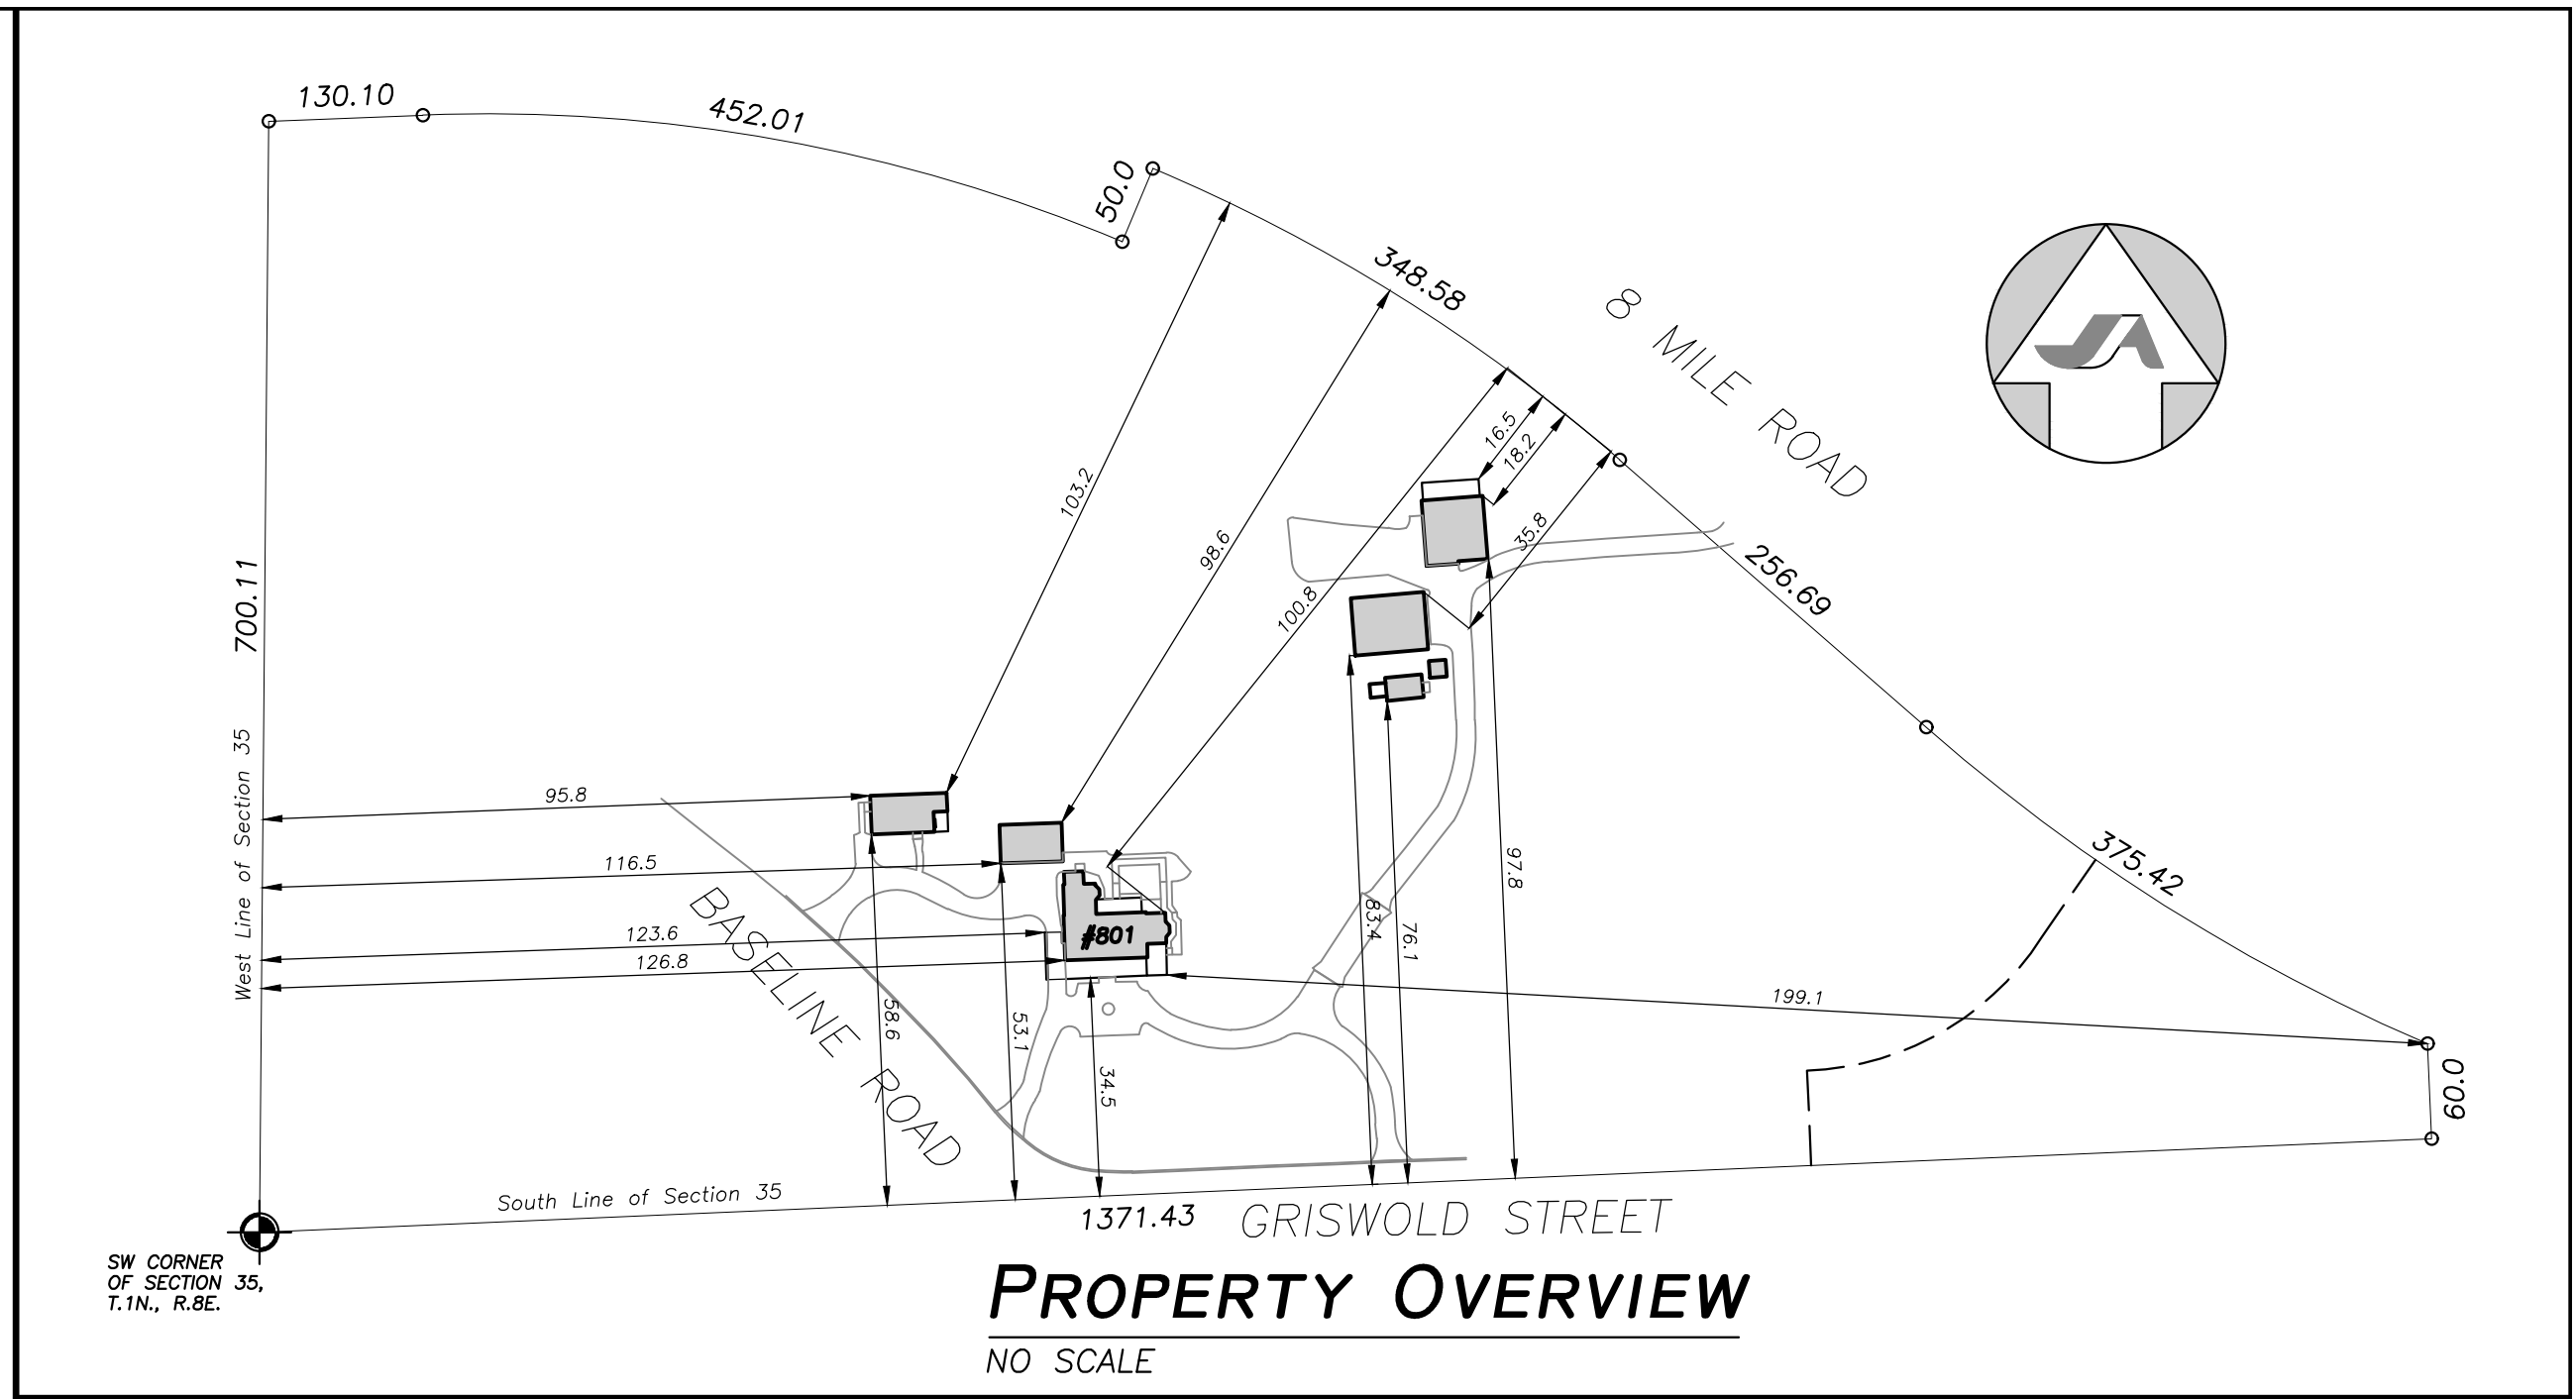 130.10
452.01
50.0
348.58
8 MILE ROAD
16.5
18.2
103.2
35.8
98.6
256.69
100.8
700.11
West Line of Section 35
95.8
116.5
375.42
97.8
83.4
76.1
#801
123.6
126.8
BASELINE ROAD
199.1
58.6
53.1
34.5
60.0
South Line of Section 35
1371.43
GRISWOLD STREET
SW CORNER
OF SECTION 35,
T.1N., R.8E.
PROPERTY OVERVIEW
NO SCALE